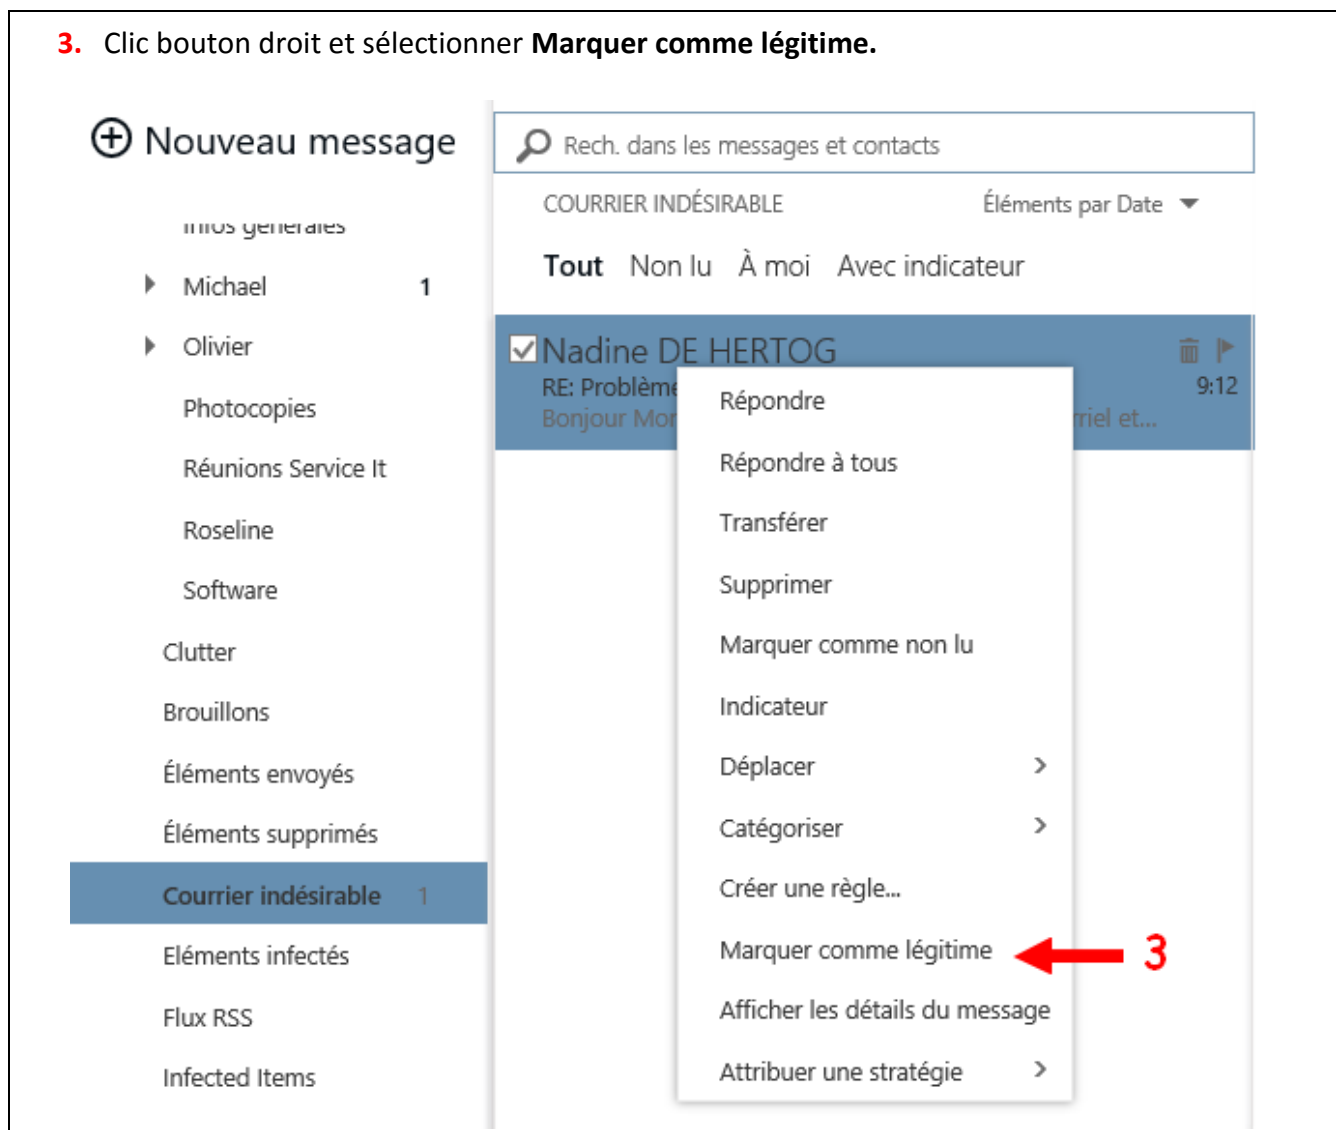 3. Clic bouton droit et sélectionner Marquer comme légitime.
Nouveau message
Infos générales
Michael 1
Olivier
Photocopies
Réunions Service It
Roseline
Software
Clutter
Brouillons
Éléments envoyés
Éléments supprimés
Courrier indésirable 1
Eléments infectés
Flux RSS
Infected Items
Rech. dans les messages et contacts
COURRIER INDÉSIRABLE Éléments par Date
Tout Non lu À moi Avec indicateur
Nadine DE HERTOG
RE: Problème 9:12
Bonjour
Répondre
Répondre à tous
Transférer
Supprimer
Marquer comme non lu
Indicateur
Déplacer
Catégoriser
Créer une règle...
Marquer comme légitime 3
Afficher les détails du message
Attribuer une stratégie